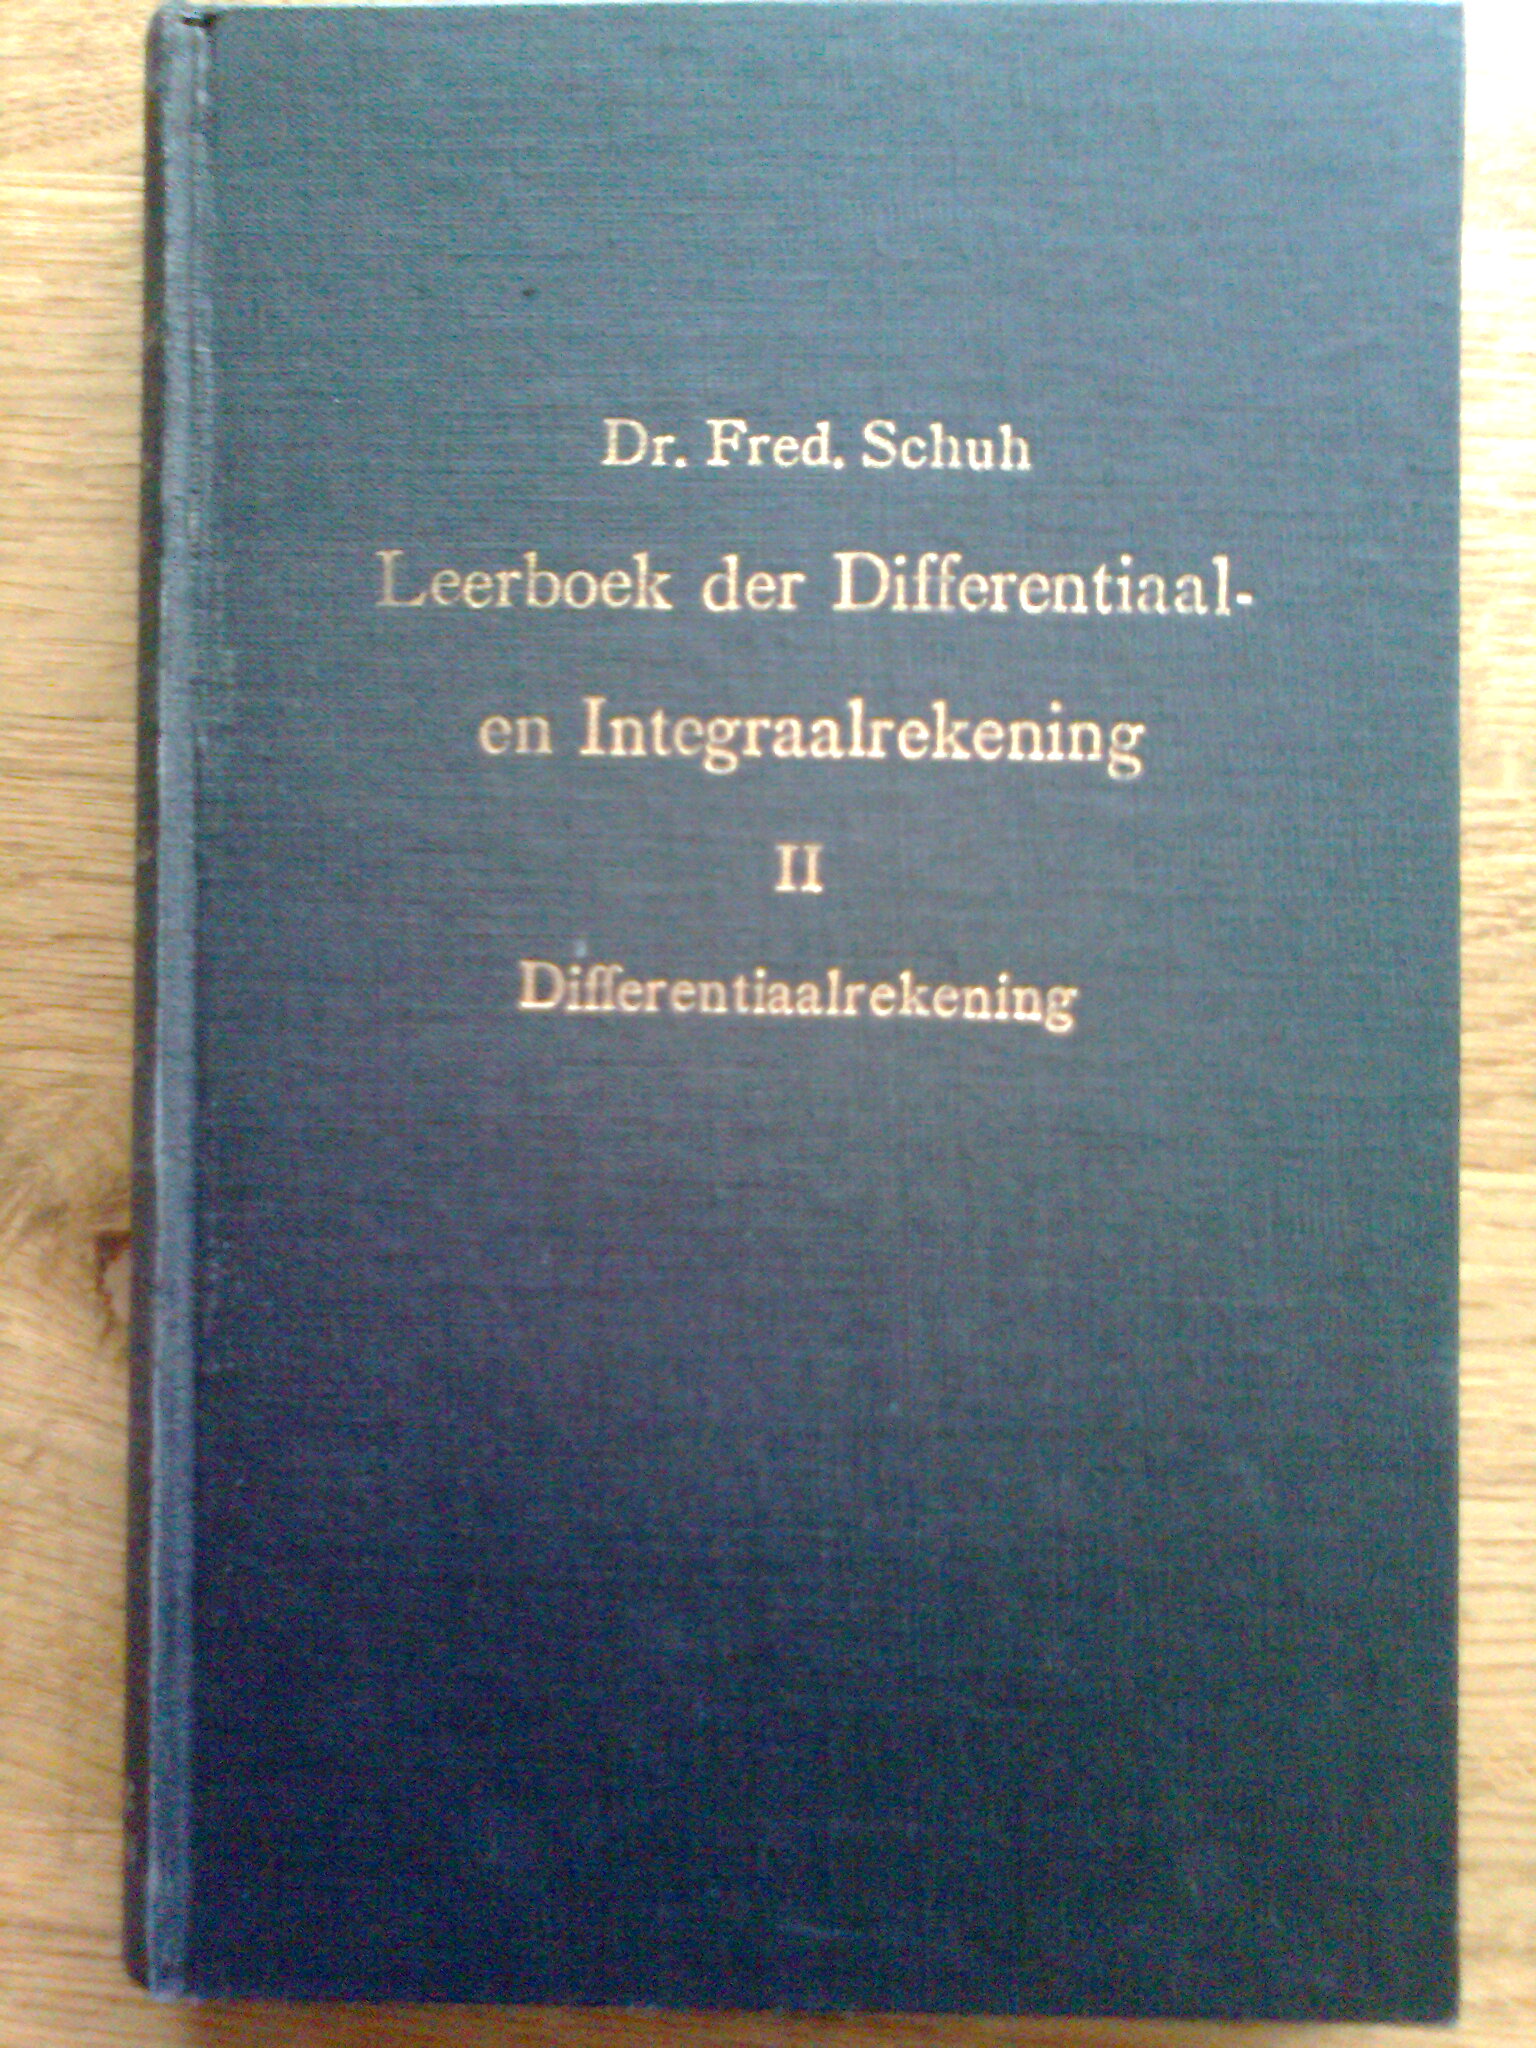 Dr. Fred. Schuh
Leerboek der Differentiaal-
en Integraalrekening
II
Differentiaalrekening